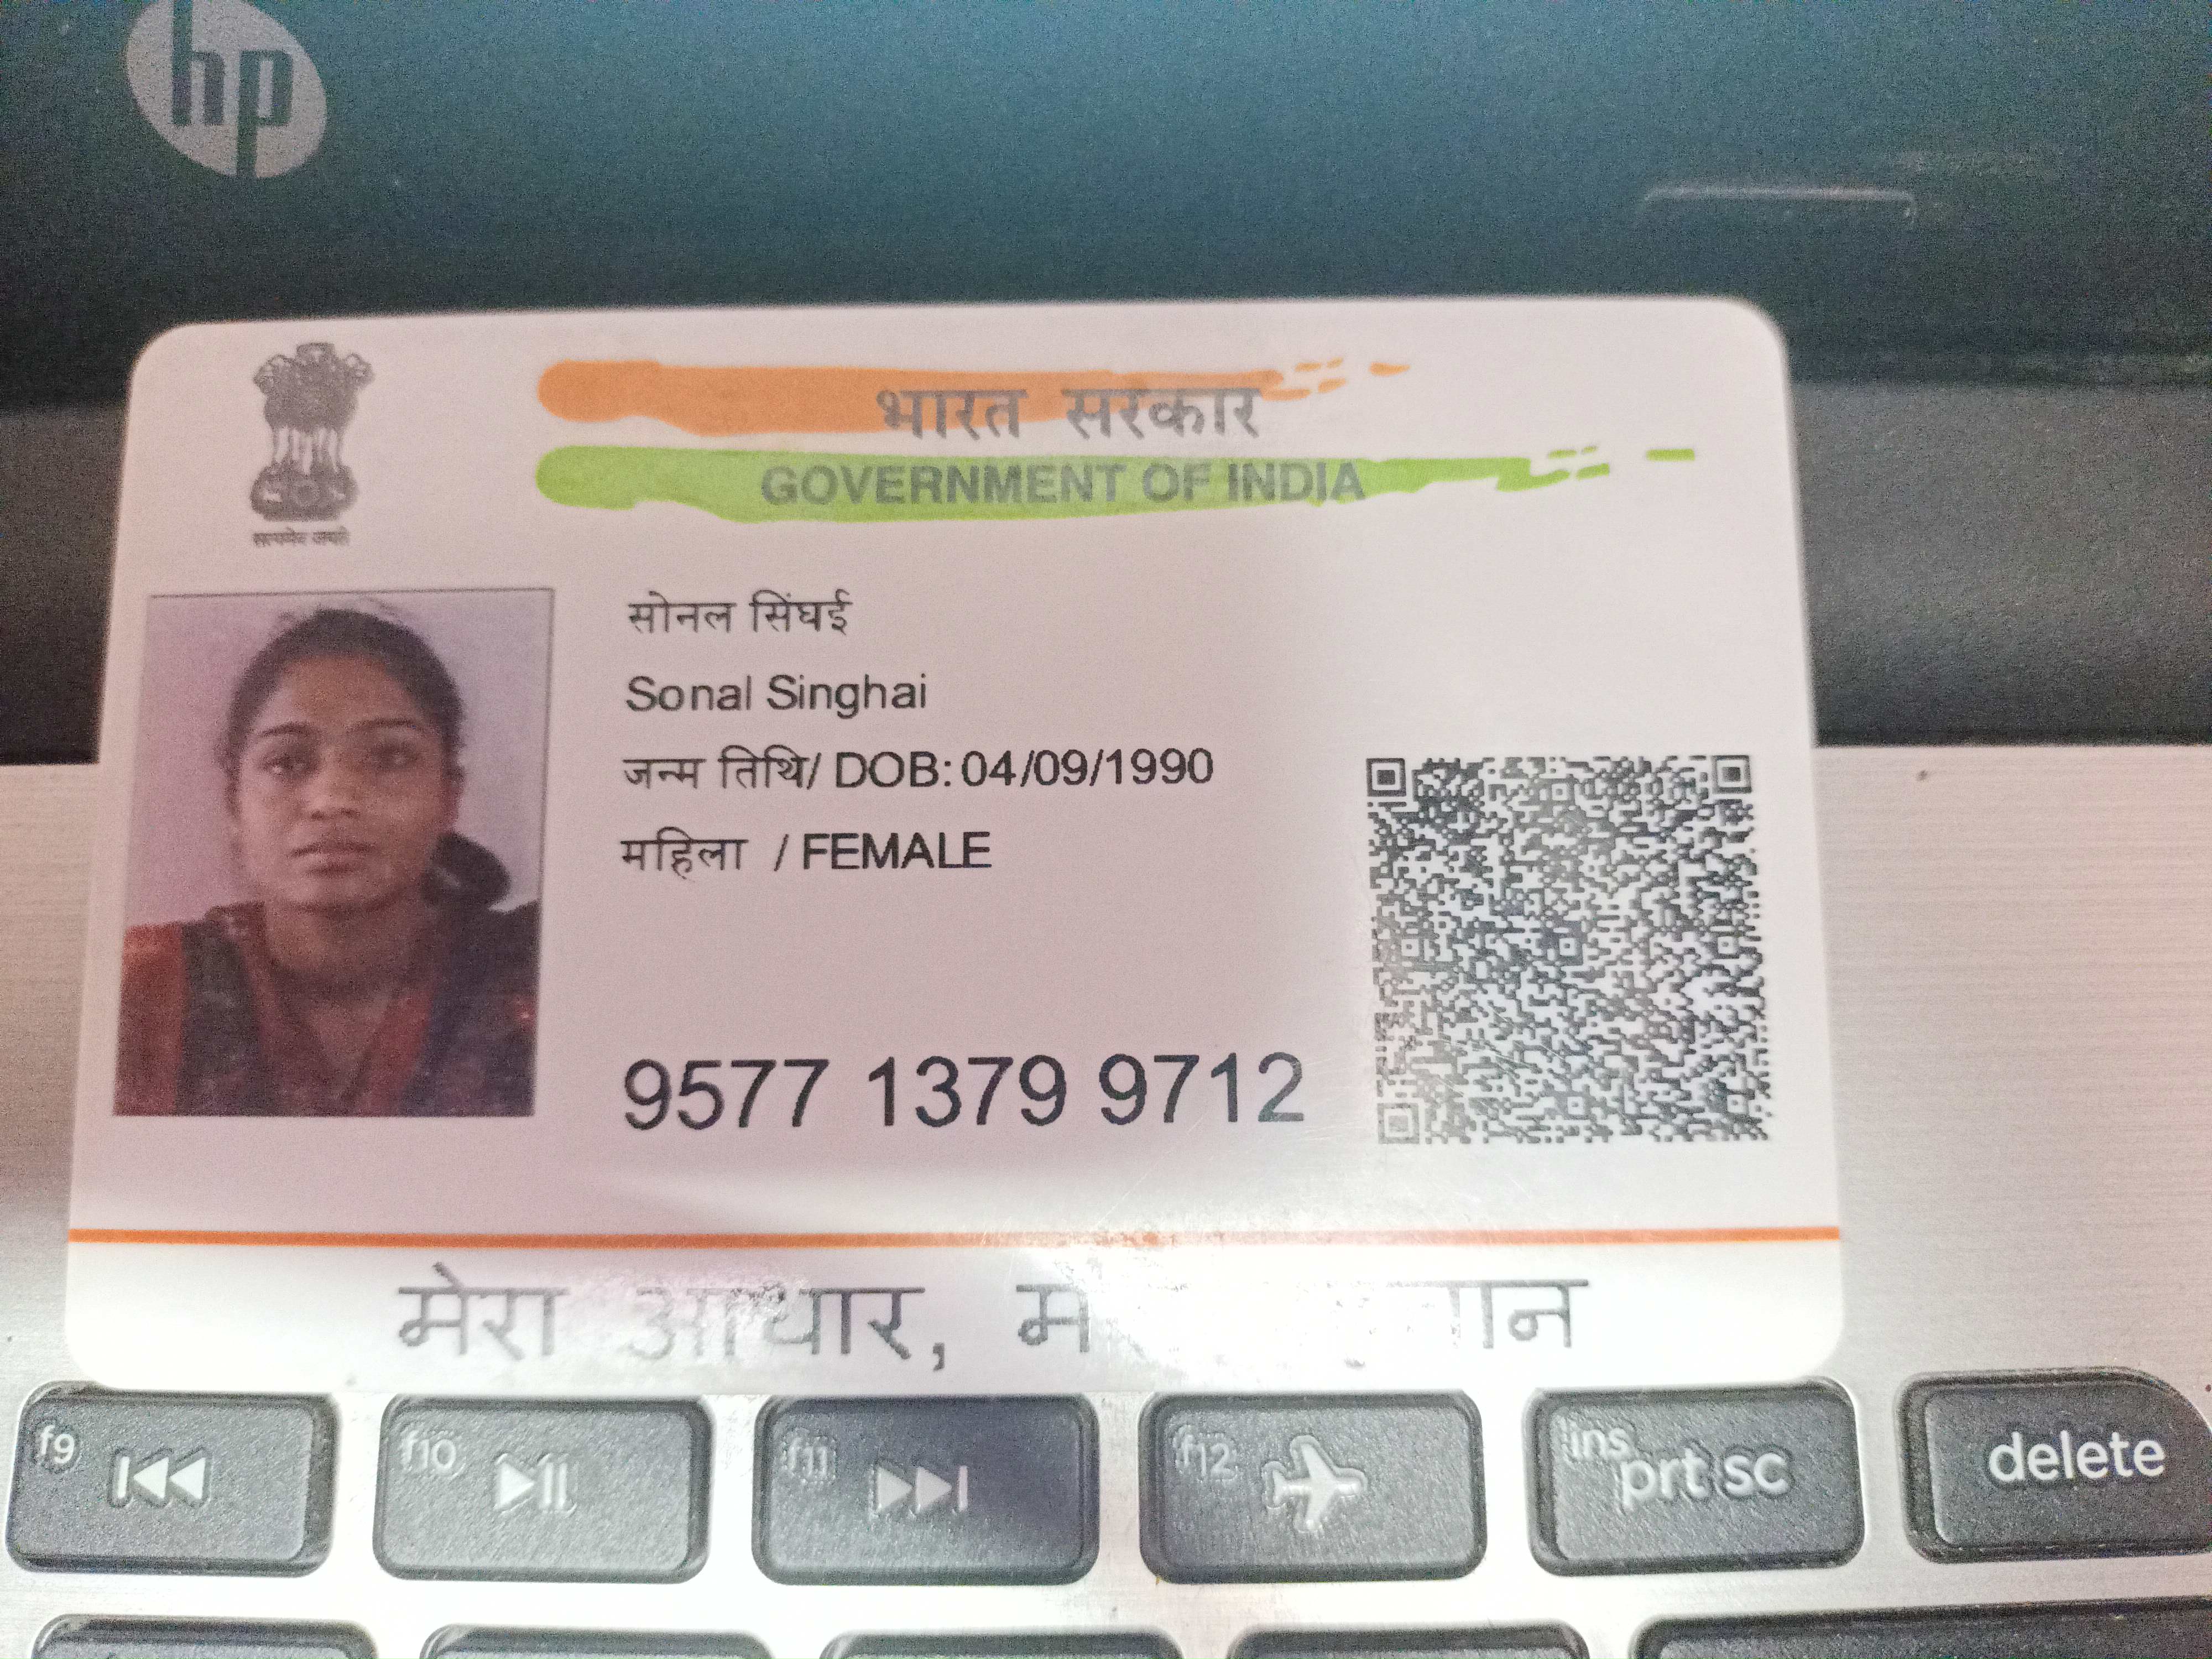 hp
भारत सरकार
GOVERNMENT OF INDIA
सत्यमेव जयते
सोनल सिंघई
Sonal Singhai
जन्म तिथि/ DOB: 04/09/1990
महिला / FEMALE
9577 1379 9712
मेरा आधार,
f9
f10
f11
f12
ins
prt sc
delete